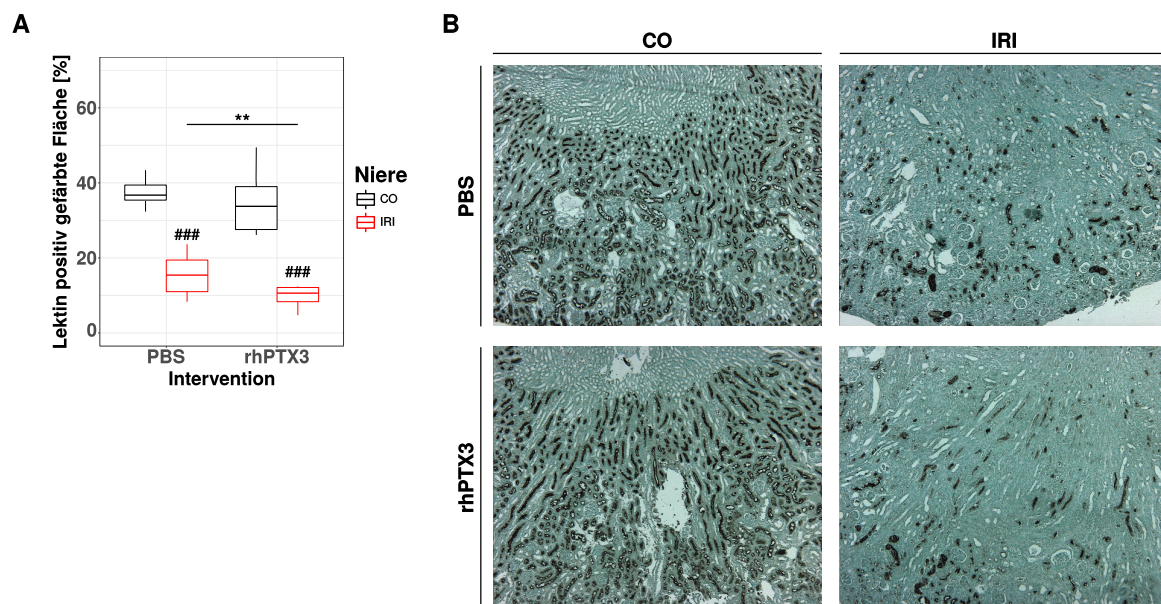 A
Lektin positiv gefärbte Fläche [%]
60
40
20
0
**
###
###
PBS
rhPTX3
Intervention
Niere
CO
IRI
B
CO
IRI
PBS
rhPTX3